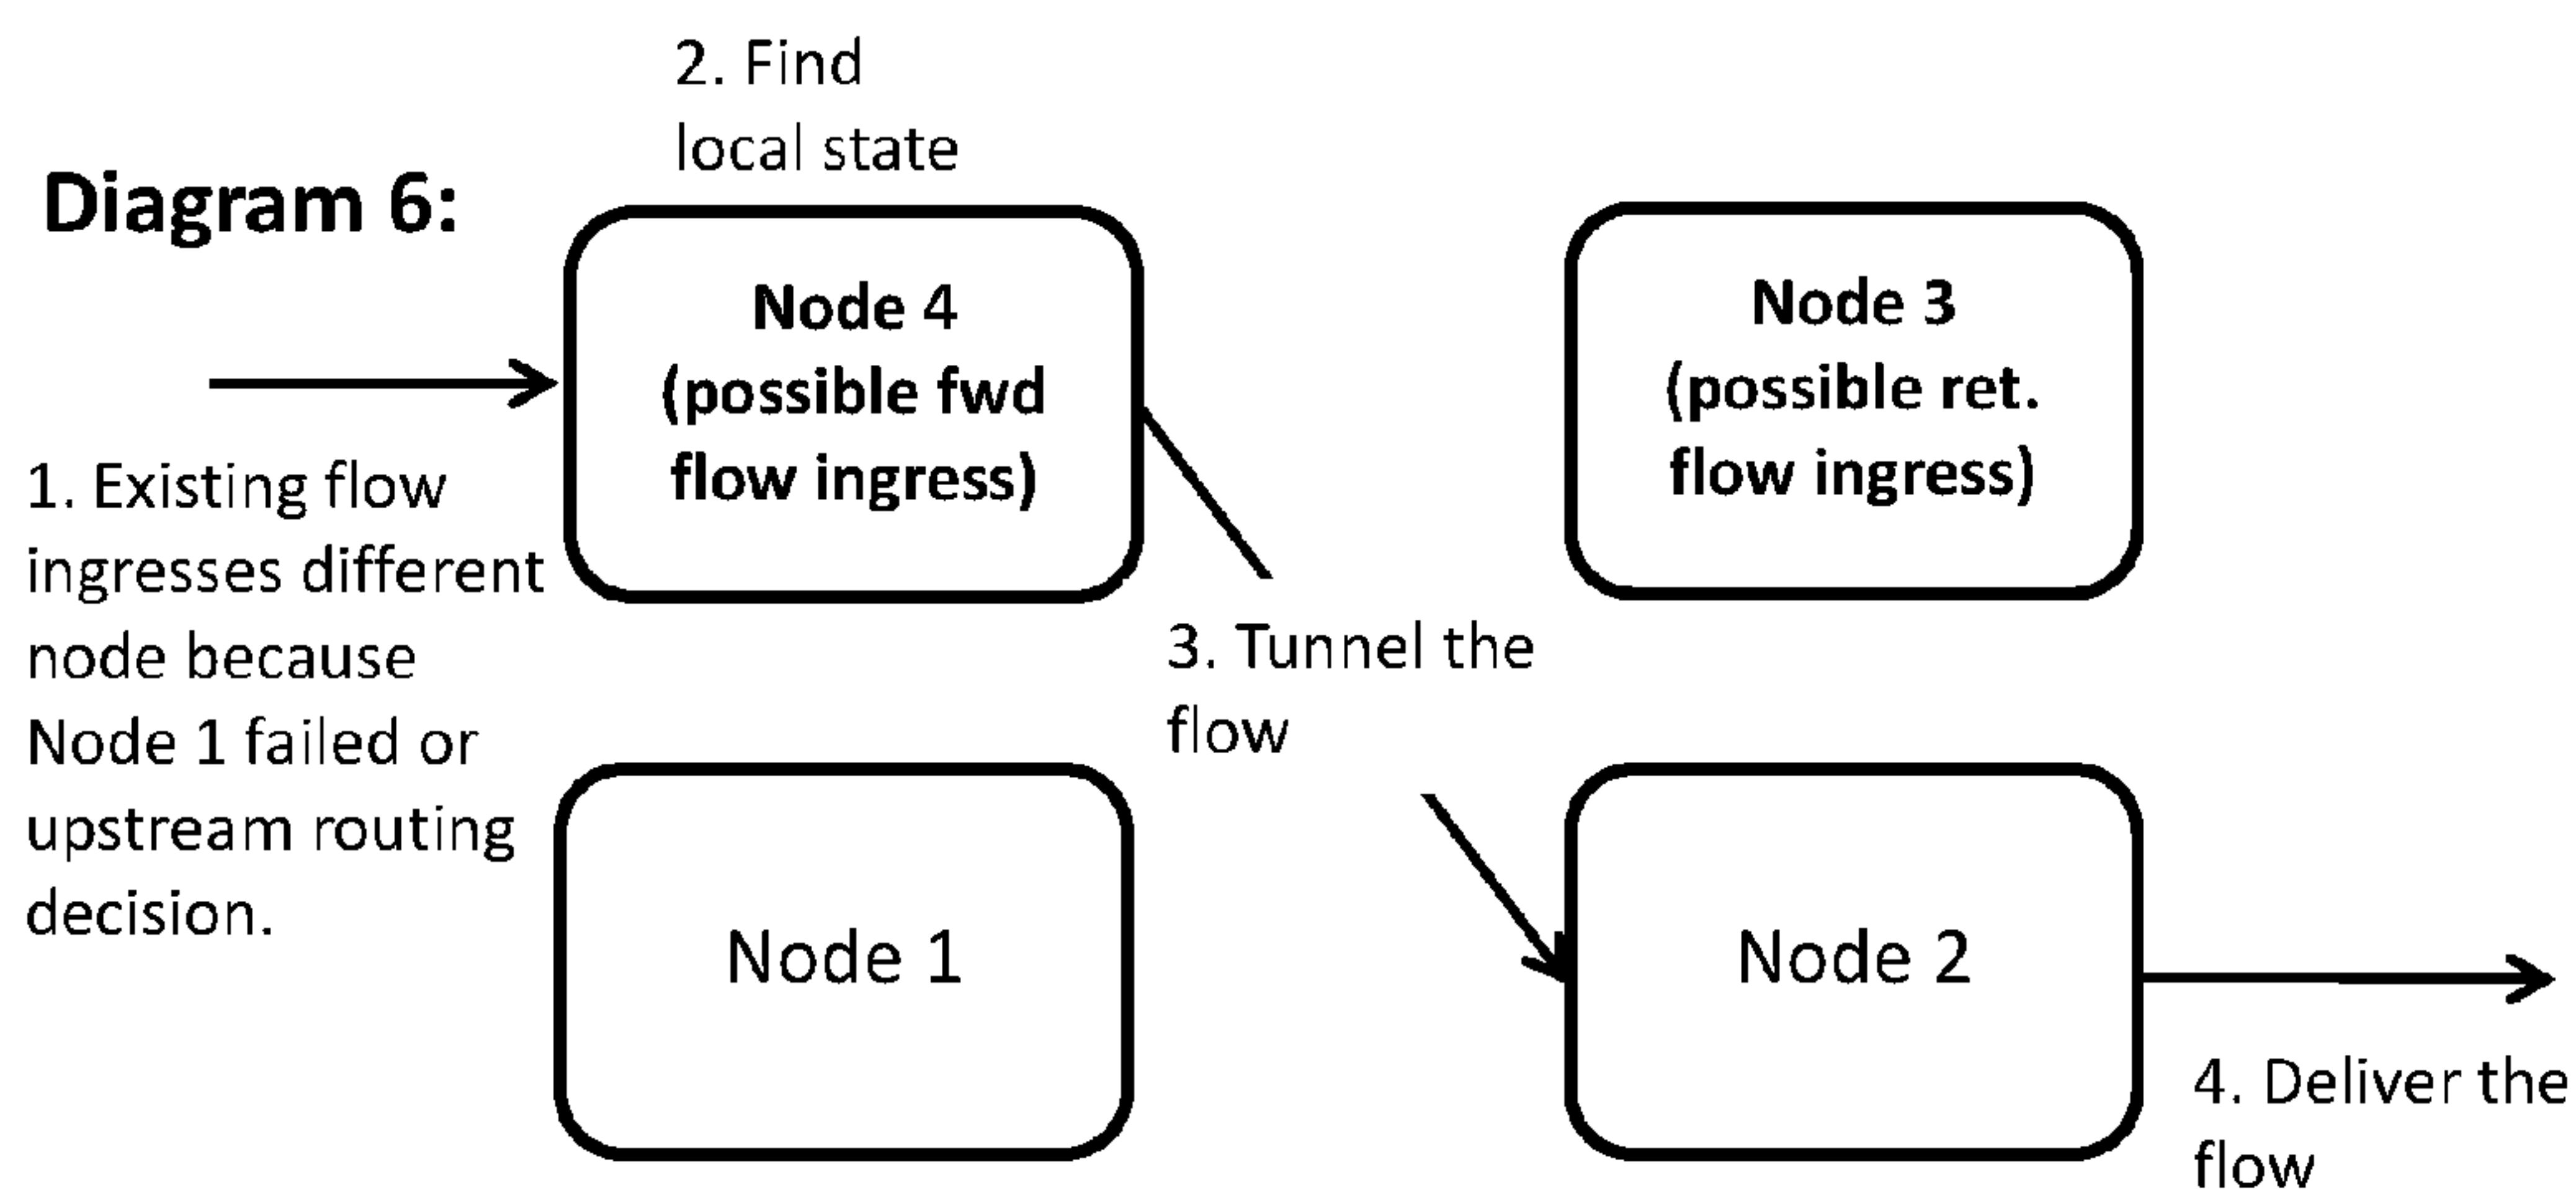 2. Find
local state
Diagram 6:
Node 4
(possible fwd
flow ingress)
Node 3
(possible ret.
flow ingress)
1. Existing flow
ingresses different
node because
Node 1 failed or
upstream routing
decision.
3. Tunnel the
flow
Node 1
Node 2
4. Deliver the
flow